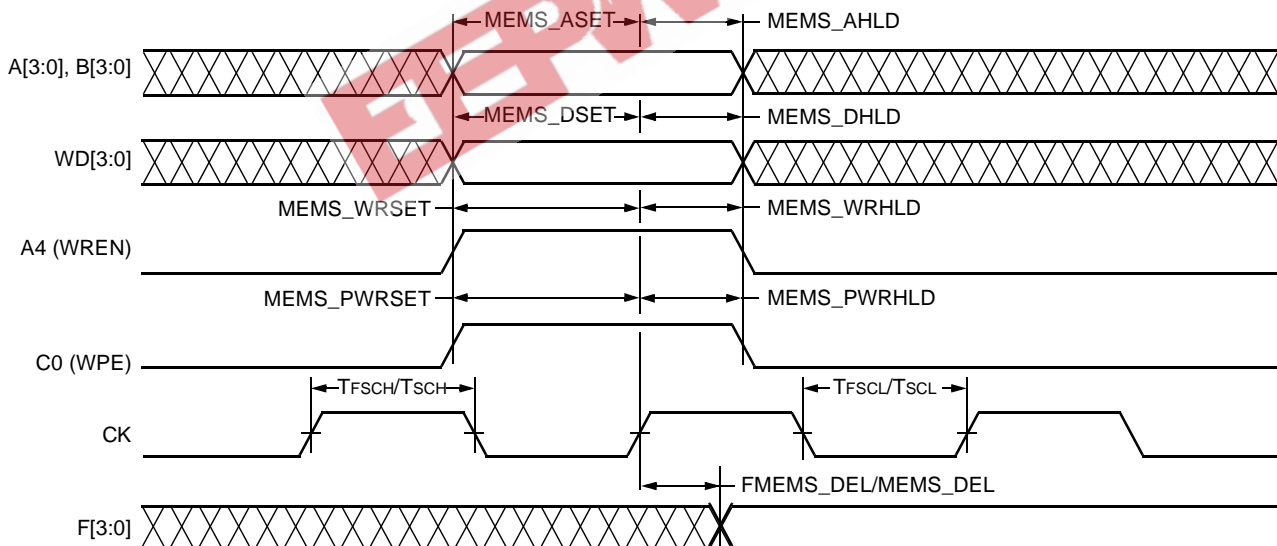 MEMS_ASET MEMS_AHLD
A[3:0], B[3:0]
MEMS_DSET MEMS_DHLD
WD[3:0]
MEMS_WRSET MEMS_WRHLD
A4 (WREN)
MEMS_PWRSET MEMS_PWRHLD
C0 (WPE)
TFSCH/TSCH TFSCL/TSCL
CK
FMEMS_DEL/MEMS_DEL
F[3:0]